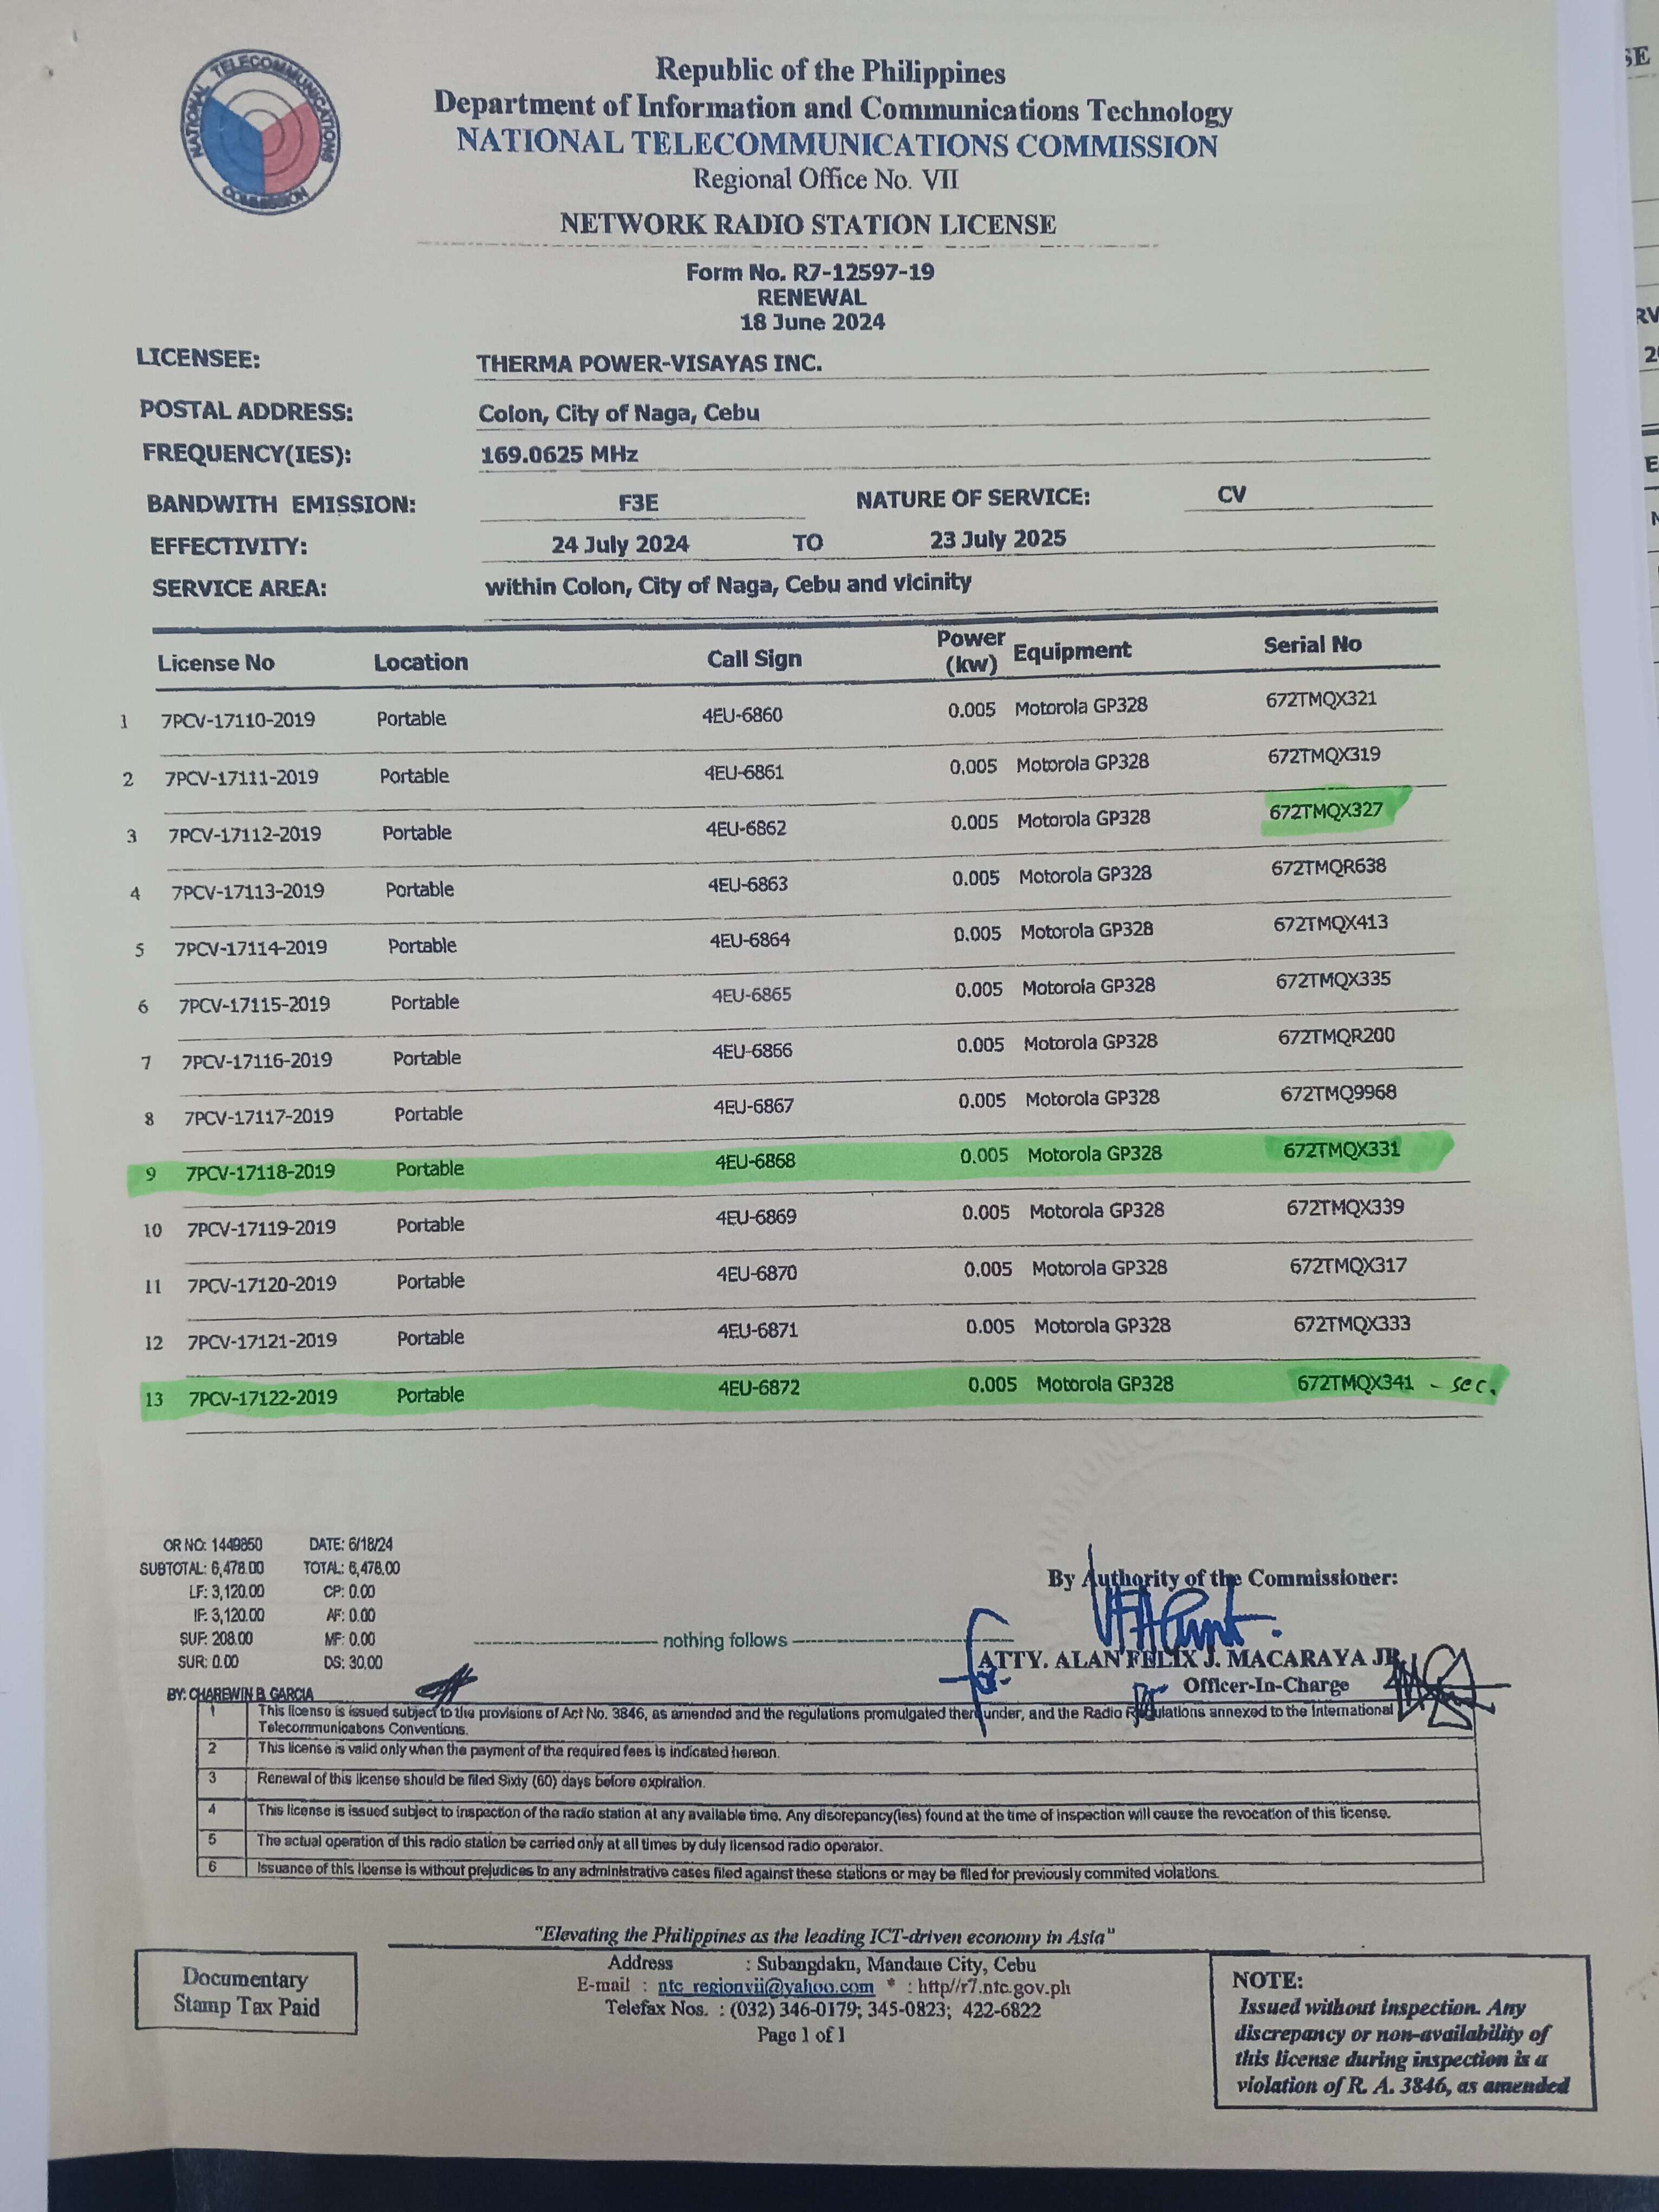 NATIONAL TELECOMMUNICATIONS COMMISSION
Republic of the Philippines
Department of Information and Communications Technology
NATIONAL TELECOMMUNICATIONS COMMISSION
Regional Office No. VII
NETWORK RADIO STATION LICENSE
Form No. R7-12597-19
RENEWAL
18 June 2024
LICENSEE: THERMA POWER-VISAYAS INC.
POSTAL ADDRESS: Colon, City of Naga, Cebu
FREQUENCY(IES): 169.0625 MHz
BANDWITH EMISSION: F3E NATURE OF SERVICE: CV
EFFECTIVITY: 24 July 2024 TO 23 July 2025
SERVICE AREA: within Colon, City of Naga, Cebu and vicinity
License No Location Call Sign Power (kw) Equipment Serial No
1 7PCV-17110-2019 Portable 4EU-6860 0.005 Motorola GP328 672TMQX321
2 7PCV-17111-2019 Portable 4EU-6861 0.005 Motorola GP328 672TMQX319
3 7PCV-17112-2019 Portable 4EU-6862 0.005 Motorola GP328 672TMQX327
4 7PCV-17113-2019 Portable 4EU-6863 0.005 Motorola GP328 672TMQR638
5 7PCV-17114-2019 Portable 4EU-6864 0.005 Motorola GP328 672TMQX413
6 7PCV-17115-2019 Portable 4EU-6865 0.005 Motorola GP328 672TMQX335
7 7PCV-17116-2019 Portable 4EU-6866 0.005 Motorola GP328 672TMQR200
8 7PCV-17117-2019 Portable 4EU-6867 0.005 Motorola GP328 672TMQ9968
9 7PCV-17118-2019 Portable 4EU-6868 0.005 Motorola GP328 672TMQX331
10 7PCV-17119-2019 Portable 4EU-6869 0.005 Motorola GP328 672TMQX339
11 7PCV-17120-2019 Portable 4EU-6870 0.005 Motorola GP328 672TMQX317
12 7PCV-17121-2019 Portable 4EU-6871 0.005 Motorola GP328 672TMQX333
13 7PCV-17122-2019 Portable 4EU-6872 0.005 Motorola GP328 672TMQX341 - sec.
OR NO: 1449850 DATE: 6/18/24
SUBTOTAL: 6,478.00 TOTAL: 6,478.00
LF: 3,120.00 CP: 0.00
IF: 3,120.00 AF: 0.00
SUF: 208.00 MF: 0.00
SUR: 0.00 DS: 30.00
BY: CHAREWIN B. GARCIA
nothing follows
By Authority of the Commissioner:
ATTY. ALAN FELIX J. MACARAYA JR.
Officer-In-Charge
1 This license is issued subject to the provisions of Act No. 3846, as amended and the regulations promulgated thereunder, and the Radio Regulations annexed to the International
Telecommunications Conventions.
2 This license is valid only when the payment of the required fees is indicated hereon.
3 Renewal of this license should be filed Sixty (60) days before expiration.
4 This license is issued subject to inspection of the radio station at any available time. Any discrepancy(ies) found at the time of inspection will cause the revocation of this license.
5 The actual operation of this radio station be carried only at all times by duly licensed radio operator.
6 Issuance of this license is without prejudices to any administrative cases filed against these stations or may be filed for previously commited violations.
"Elevating the Philippines as the leading ICT-driven economy in Asia"
Address : Subangdaku, Mandaue City, Cebu
E-mail : ntc_regionvii@yahoo.com * : http//r7.ntc.gov.ph
Telefax Nos. : (032) 346-0179; 345-0823; 422-6822
Page 1 of 1
Documentary
Stamp Tax Paid
NOTE:
Issued without inspection. Any
discrepancy or non-availability of
this license during inspection is a
violation of R. A. 3846, as amended